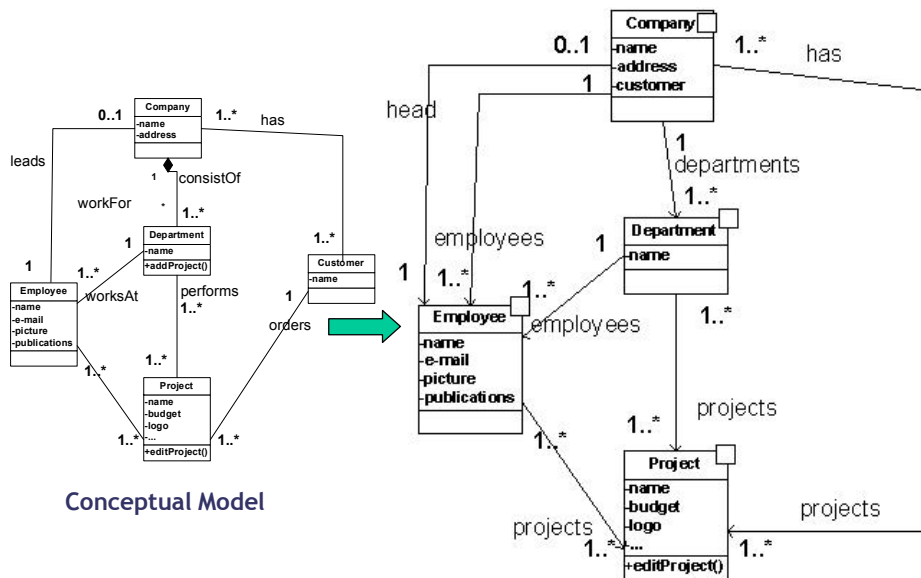 Company
-name
-address
0..1
1..*
has
leads
1
consistOf
workFor
*
1..*
Department
-name
+addProject()
1
1..*
1
1..*
Employee
-name
-e-mail
-picture
-publications
worksAt
performs
1..*
Customer
-name
1
orders
1..*
1..*
Project
-name
-budget
-logo
-...
+editProject()
1..*
1..*
Conceptual Model
Company
-name
-address
-customer
0..1
1
1..*
has
head
1
departments
1..*
Department
-name
employees
1
1
1..*
1..*
employees
Employee
-name
-e-mail
-picture
-publications
1..*
projects
1..*
1..*
Project
-name
-budget
-logo
-...
+editProject()
projects
1..*
projects
1..*